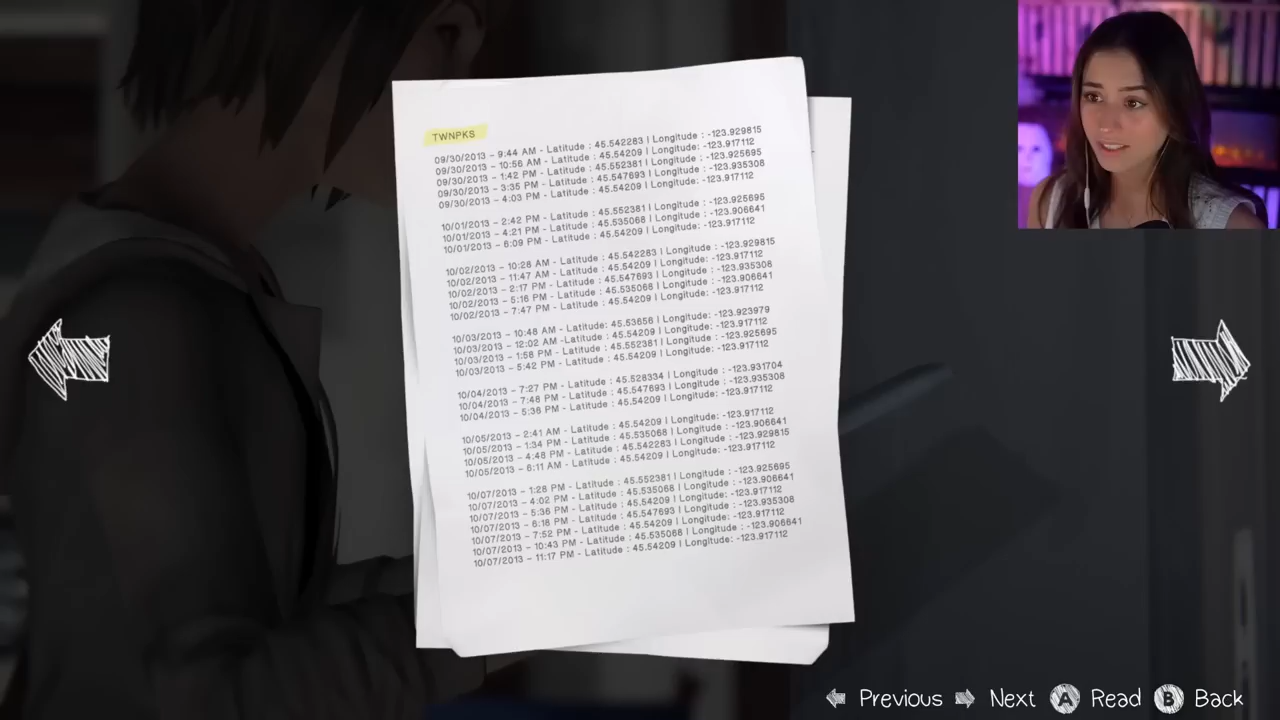 TWNPKS
09/30/2013 – 9:44 AM - Latitude : 45.542283 | Longitude : -123.929815
09/30/2013 – 10:56 AM - Latitude : 45.54209 | Longitude: -123.917112
09/30/2013 – 1:42 PM - Latitude : 45.552381 | Longitude : -123.925695
09/30/2013 – 3:35 PM - Latitude : 45.547693 | Longitude : -123.935308
09/30/2013 – 4:03 PM - Latitude : 45.54209 | Longitude: -123.917112
10/01/2013 – 2:42 PM - Latitude : 45.552381 | Longitude : -123.925695
10/01/2013 – 4:21 PM - Latitude : 45.535068 | Longitude : -123.906641
10/01/2013 – 6:09 PM - Latitude : 45.54209 | Longitude: -123.917112
10/02/2013 – 10:28 AM - Latitude : 45.542283 | Longitude : -123.929815
10/02/2013 – 11:47 AM - Latitude : 45.54209 | Longitude: -123.917112
10/02/2013 – 2:17 PM - Latitude : 45.547693 | Longitude : -123.935308
10/02/2013 – 5:16 PM - Latitude : 45.535068 | Longitude : -123.906641
10/02/2013 – 7:47 PM - Latitude : 45.54209 | Longitude: -123.917112
10/03/2013 – 10:48 AM - Latitude: 45.53656 | Longitude : -123.923979
10/03/2013 – 12:02 AM - Latitude : 45.54209 | Longitude: -123.917112
10/03/2013 – 1:58 PM - Latitude : 45.552381 | Longitude : -123.925695
10/03/2013 – 5:42 PM - Latitude : 45.54209 | Longitude: -123.917112
10/04/2013 – 7:27 PM - Latitude : 45.528334 | Longitude : -123.931704
10/04/2013 – 7:48 PM - Latitude : 45.547693 | Longitude : -123.935308
10/04/2013 – 5:36 PM - Latitude : 45.54209 | Longitude: -123.917112
10/05/2013 – 2:41 AM - Latitude : 45.54209 | Longitude: -123.917112
10/05/2013 – 1:34 PM - Latitude : 45.535068 | Longitude : -123.906641
10/05/2013 – 4:48 PM - Latitude : 45.542283 | Longitude : -123.929815
10/05/2013 – 6:11 AM - Latitude : 45.54209 | Longitude: -123.917112
10/07/2013 – 1:28 PM - Latitude : 45.552381 | Longitude : -123.925695
10/07/2013 – 4:02 PM - Latitude : 45.535068 | Longitude : -123.906641
10/07/2013 – 5:36 PM - Latitude : 45.54209 | Longitude: -123.917112
10/07/2013 – 6:18 PM - Latitude : 45.547693 | Longitude : -123.935308
10/07/2013 – 7:52 PM - Latitude : 45.54209 | Longitude: -123.917112
10/07/2013 – 10:43 PM - Latitude : 45.535068 | Longitude : -123.906641
10/07/2013 – 11:17 PM - Latitude : 45.54209 | Longitude: -123.917112
Previous Next A Read B Back